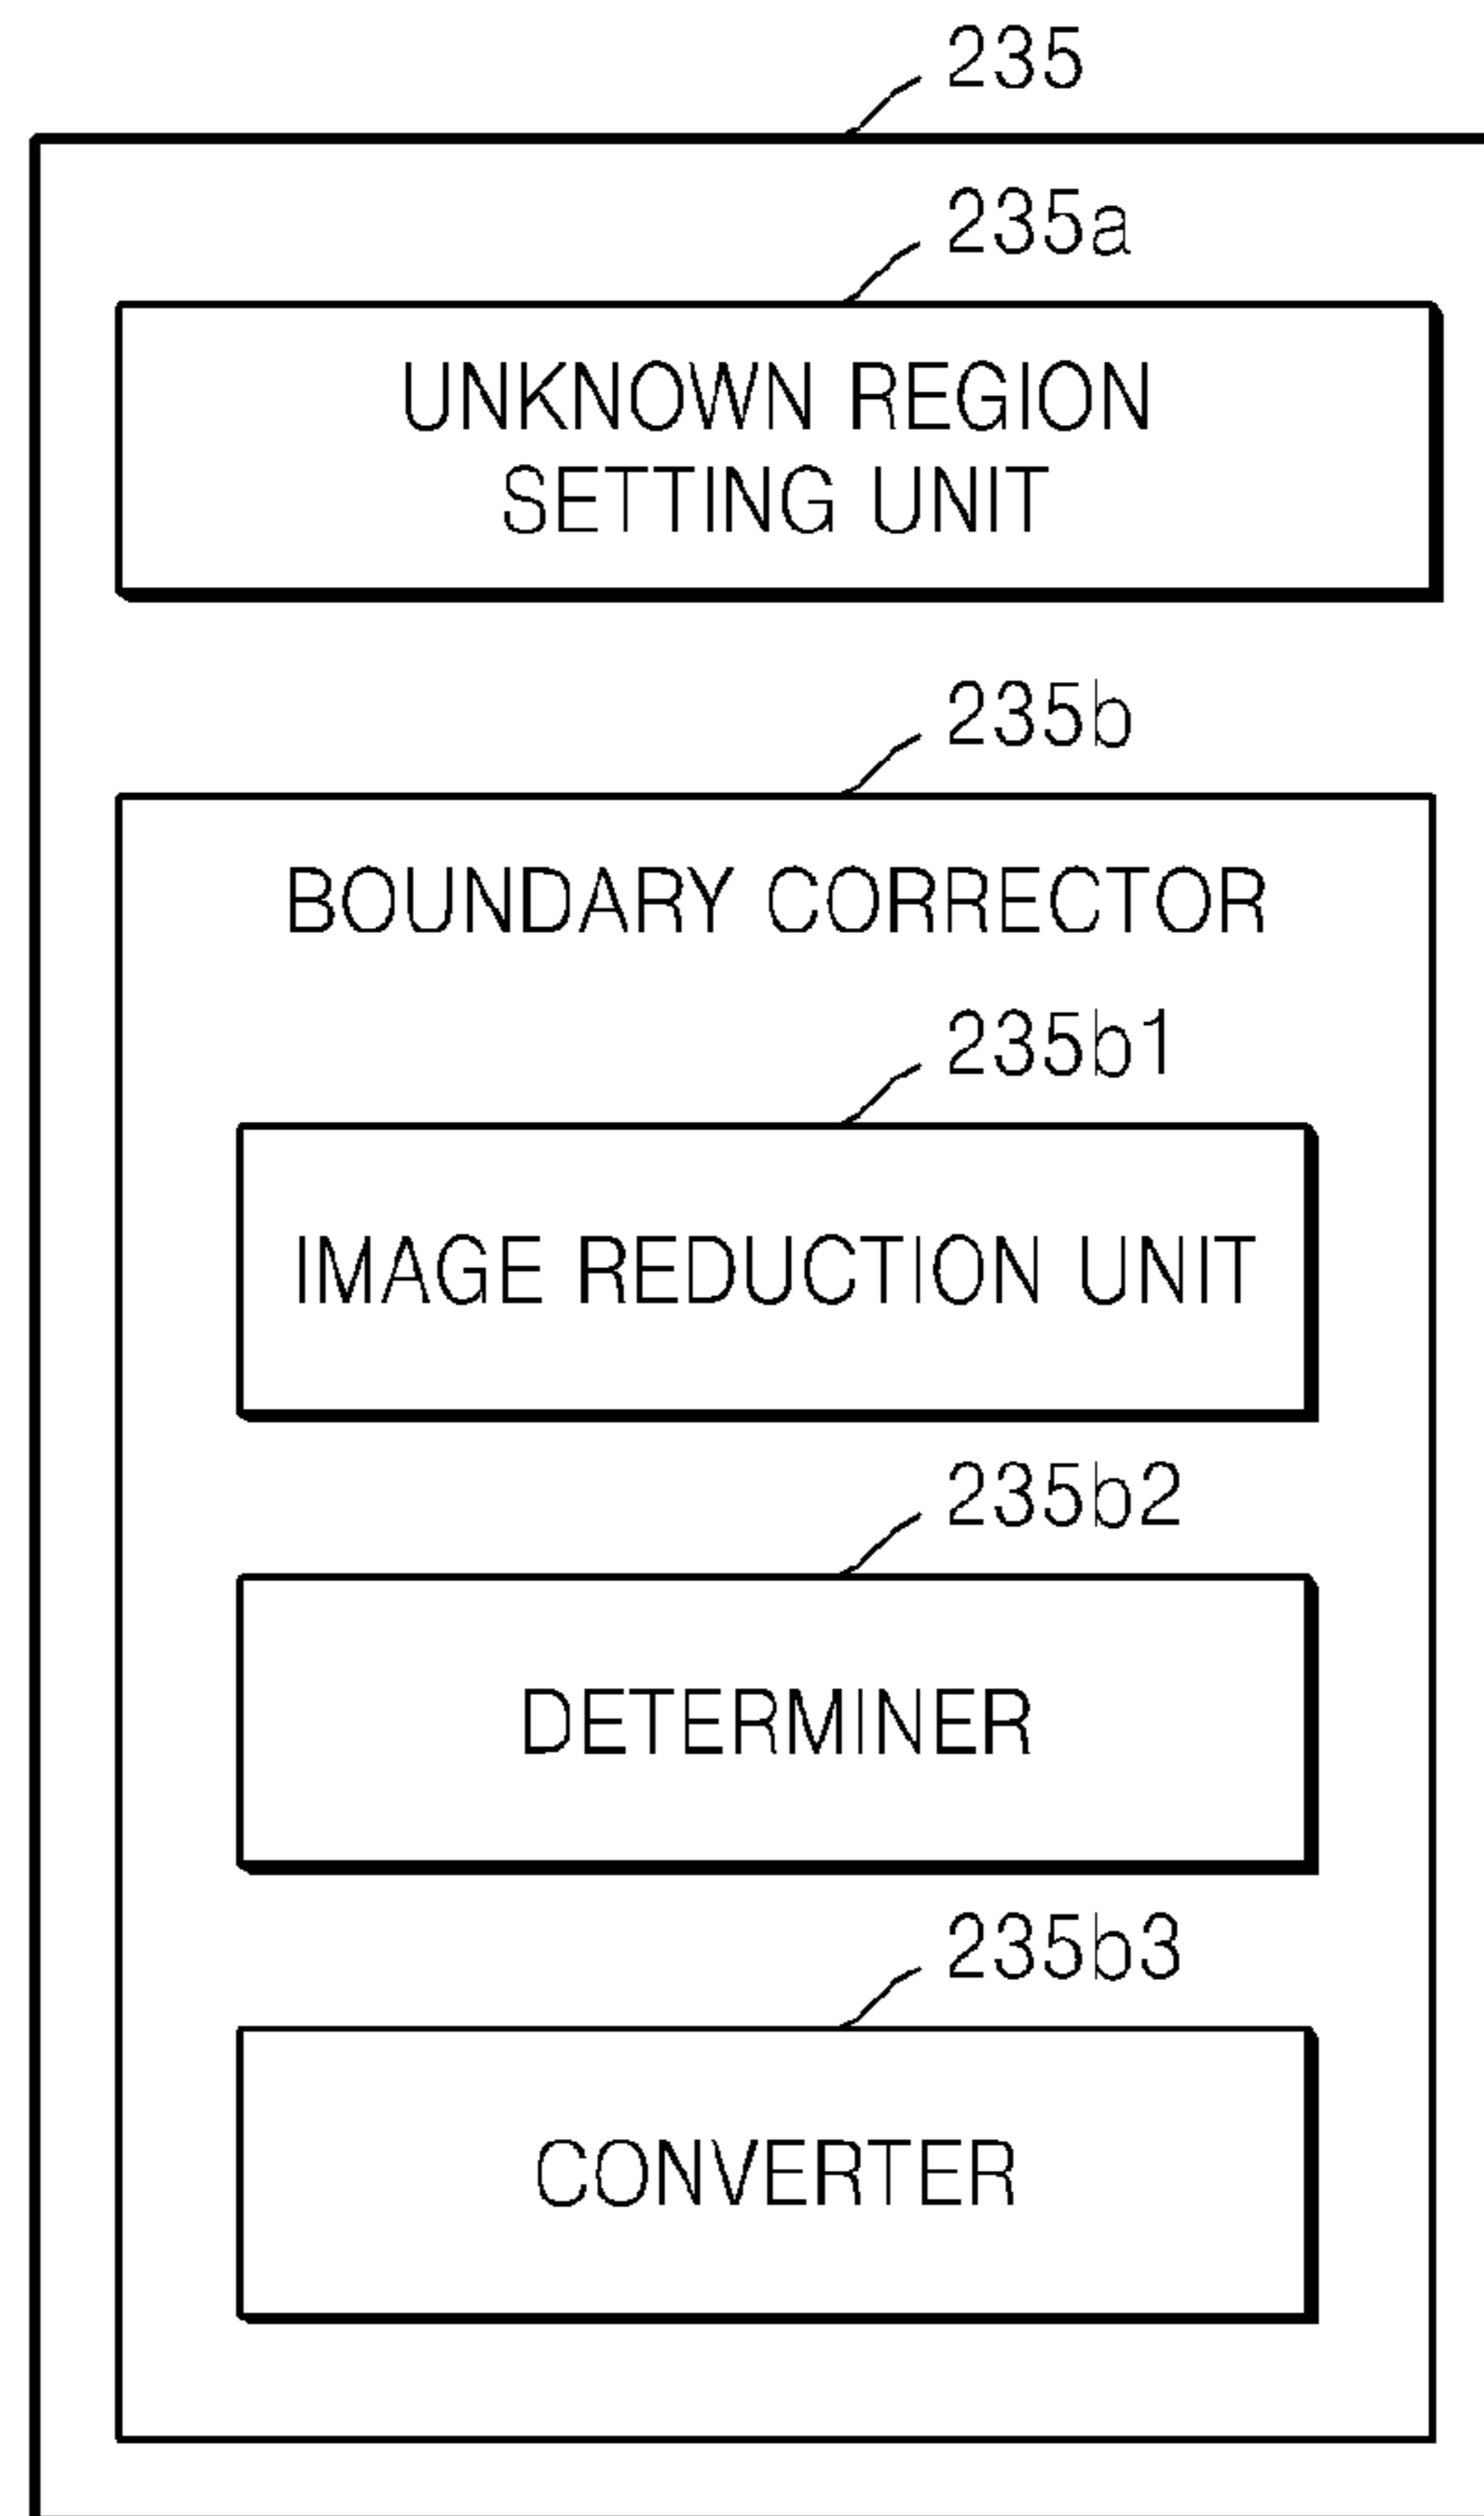 235
235a
UNKNOWN REGION
SETTING UNIT
235b
BOUNDARY CORRECTOR
235b1
IMAGE REDUCTION UNIT
235b2
DETERMINER
235b3
CONVERTER